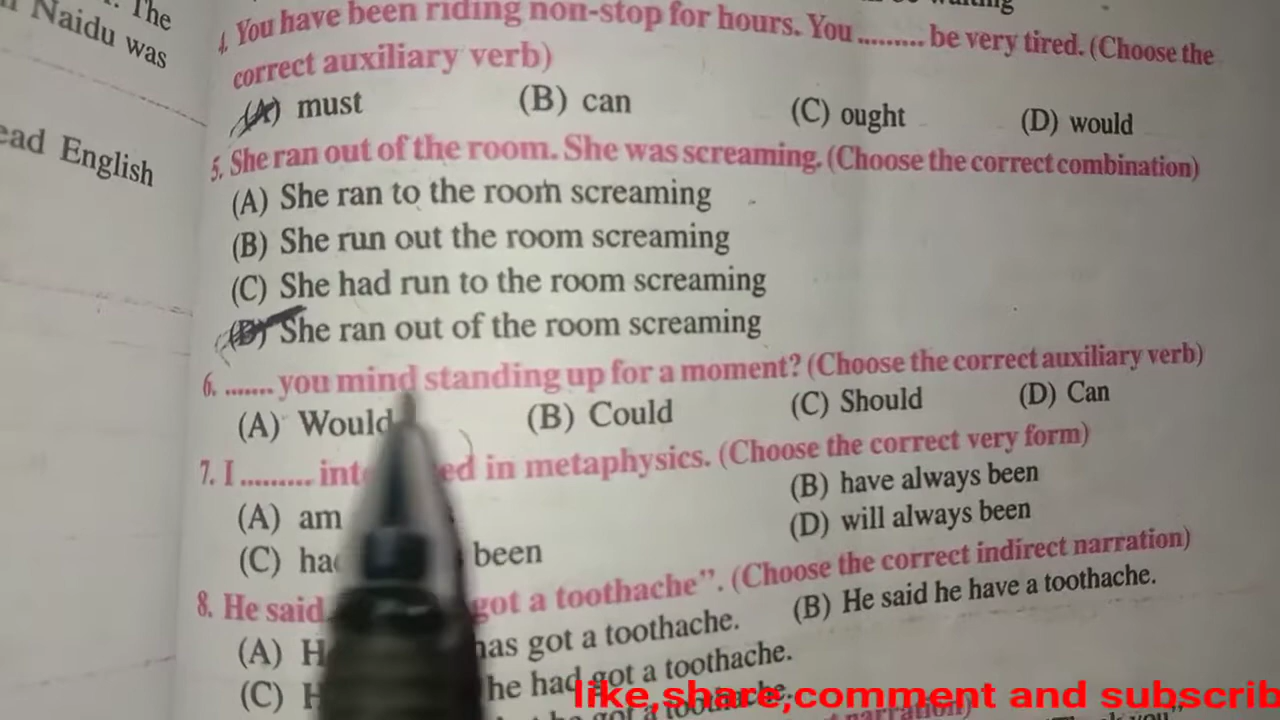 The
Naidu was
ead English
4. You have been riding non-stop for hours. You ......... be very tired. (Choose the
correct auxiliary verb)
(A) must (B) can (C) ought (D) would
5. She ran out of the room. She was screaming. (Choose the correct combination)
(A) She ran to the room screaming
(B) She run out the room screaming
(C) She had run to the room screaming
(D) She ran out of the room screaming
6. ....... you mind standing up for a moment? (Choose the correct auxiliary verb)
(A) Would (B) Could (C) Should (D) Can
7. I ......... in metaphysics. (Choose the correct very form)
(A) am (B) have always been
(C) been (D) will always been
8. He said got a toothache”. (Choose the correct indirect narration)
(A) has got a toothache. (B) He said he have a toothache.
(C) he had got a toothache.
got a toothache.
narration)
like,share,comment and subscrib